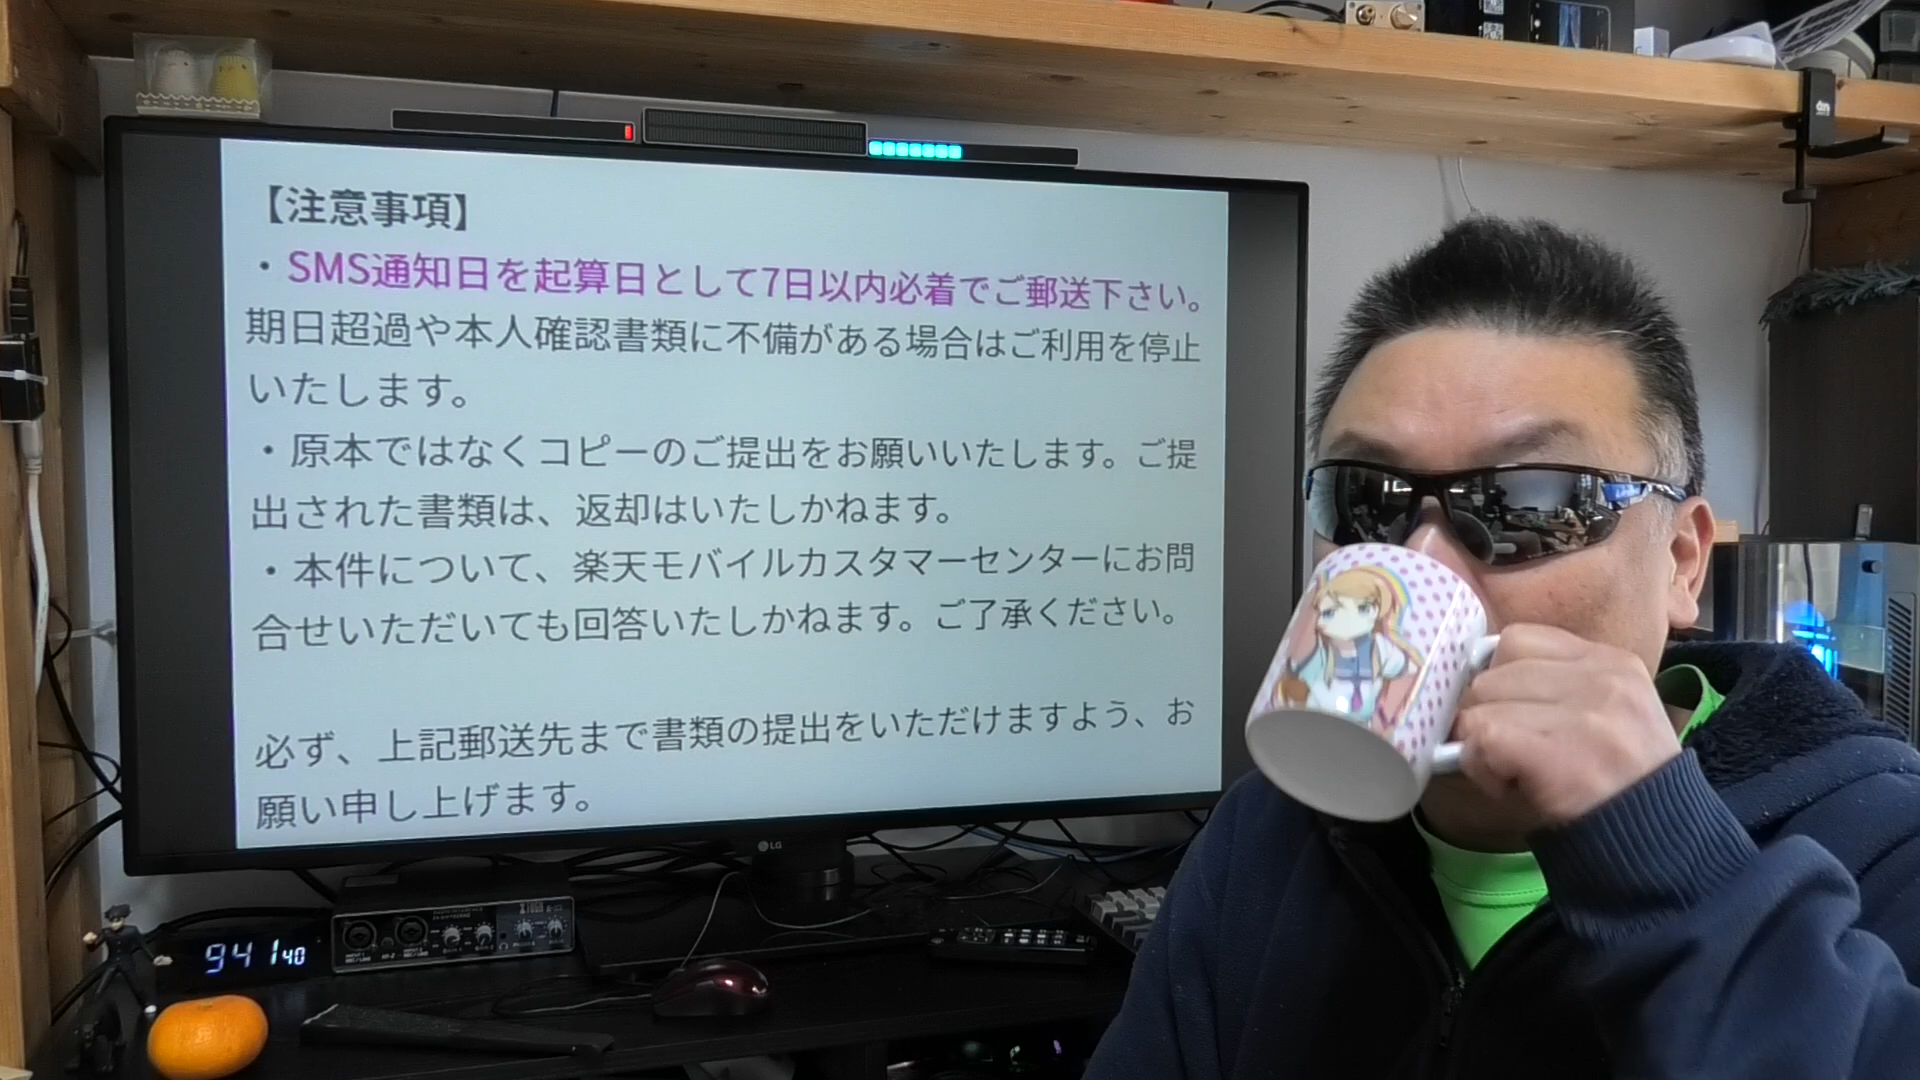 【注意事項】
・SMS通知日を起算日として7日以内必着でご郵送下さい。
期日超過や本人確認書類に不備がある場合はご利用を停止
いたします。
・原本ではなくコピーのご提出をお願いいたします。ご提
出された書類は、返却はいたしかねます。
・本件について、楽天モバイルカスタマーセンターにお問
合せいただいても回答いたしかねます。ご了承ください。
必ず、上記郵送先まで書類の提出をいただけますよう、お
願い申し上げます。
LG
941 40